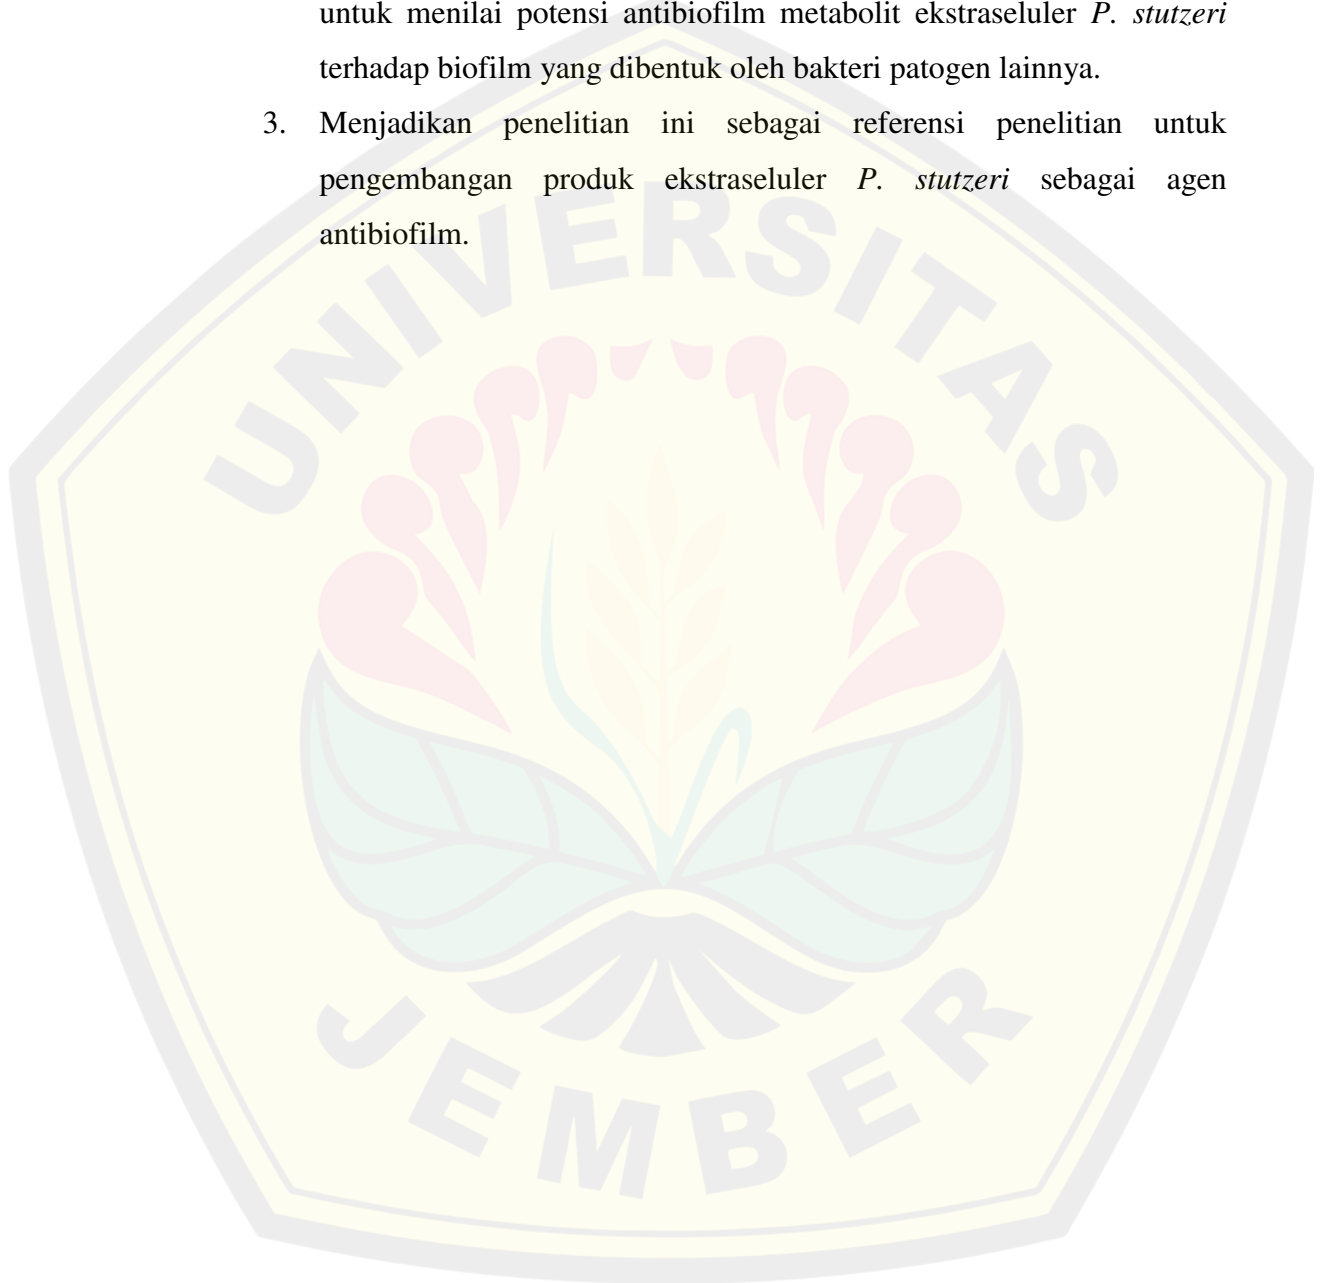 untuk menilai potensi antibiofilm metabolit ekstraseluler P. stutzeri
terhadap biofilm yang dibentuk oleh bakteri patogen lainnya.
3. Menjadikan penelitian ini sebagai referensi penelitian untuk
pengembangan produk ekstraseluler P. stutzeri sebagai agen
antibiofilm.
UNIVERSITAS
JEMBER